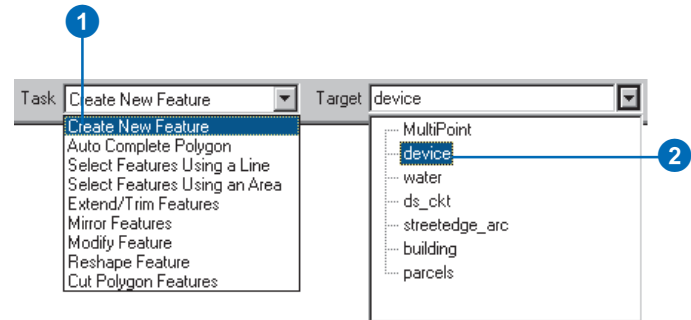 1
Task Create New Feature Target device
Create New Feature
Auto Complete Polygon
Select Features Using a Line
Select Features Using an Area
Extend/Trim Features
Mirror Features
Modify Feature
Reshape Feature
Cut Polygon Features
MultiPoint
device
2
water
ds_ckt
streetedge_arc
building
parcels